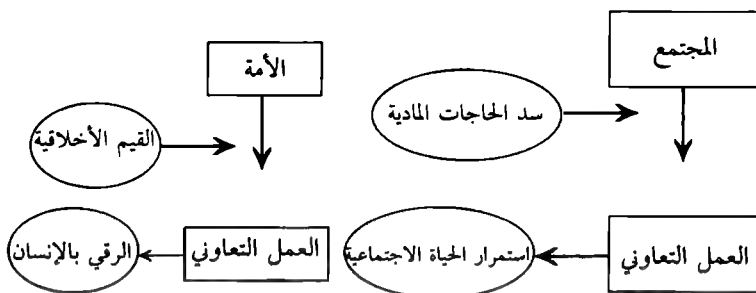 المجتمع
سد الحاجات المادية
العمل التعاوني
استمرار الحياة الاجتماعية
الأمة
القيم الأخلاقية
العمل التعاوني
الرقي بالإنسان